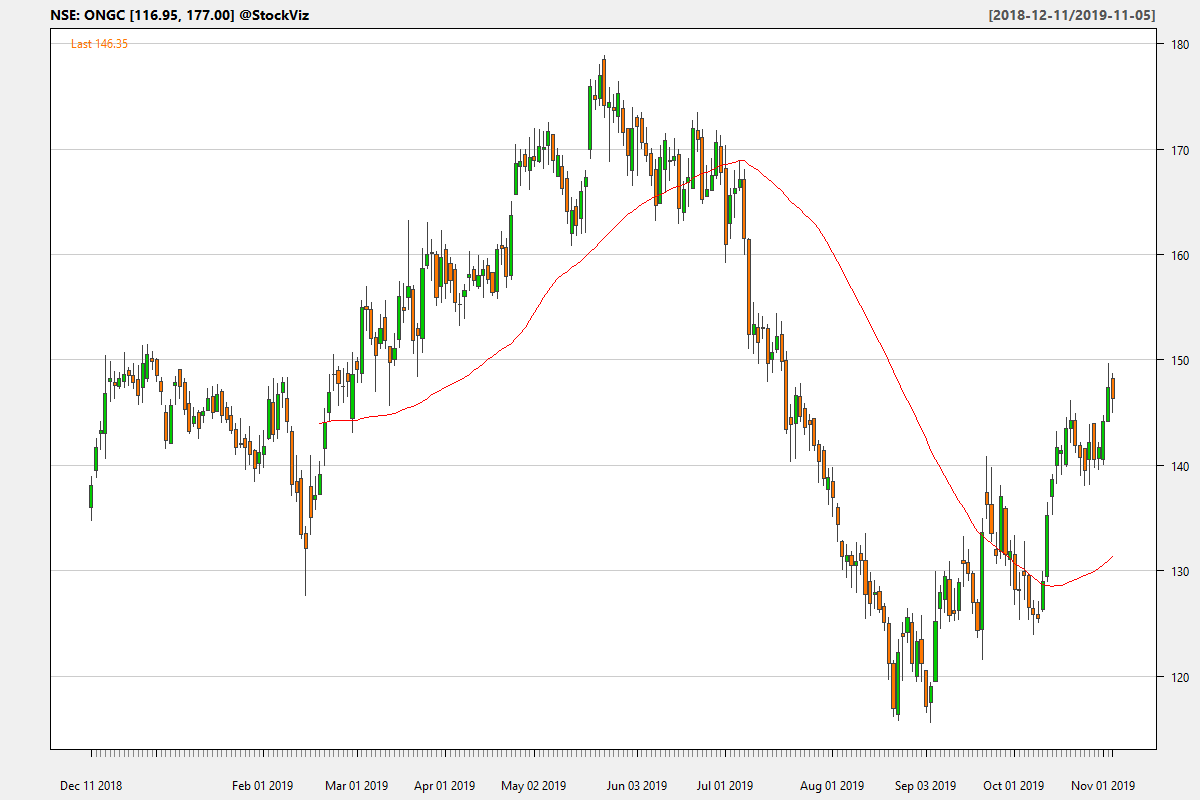 NSE: ONGC [116.95, 177.00] @StockViz
[2018-12-11/2019-11-05]
Last 146.35
180
170
160
150
140
130
120
Dec 11 2018
Feb 01 2019
Mar 01 2019
Apr 01 2019
May 02 2019
Jun 03 2019
Jul 01 2019
Aug 01 2019
Sep 03 2019
Oct 01 2019
Nov 01 2019